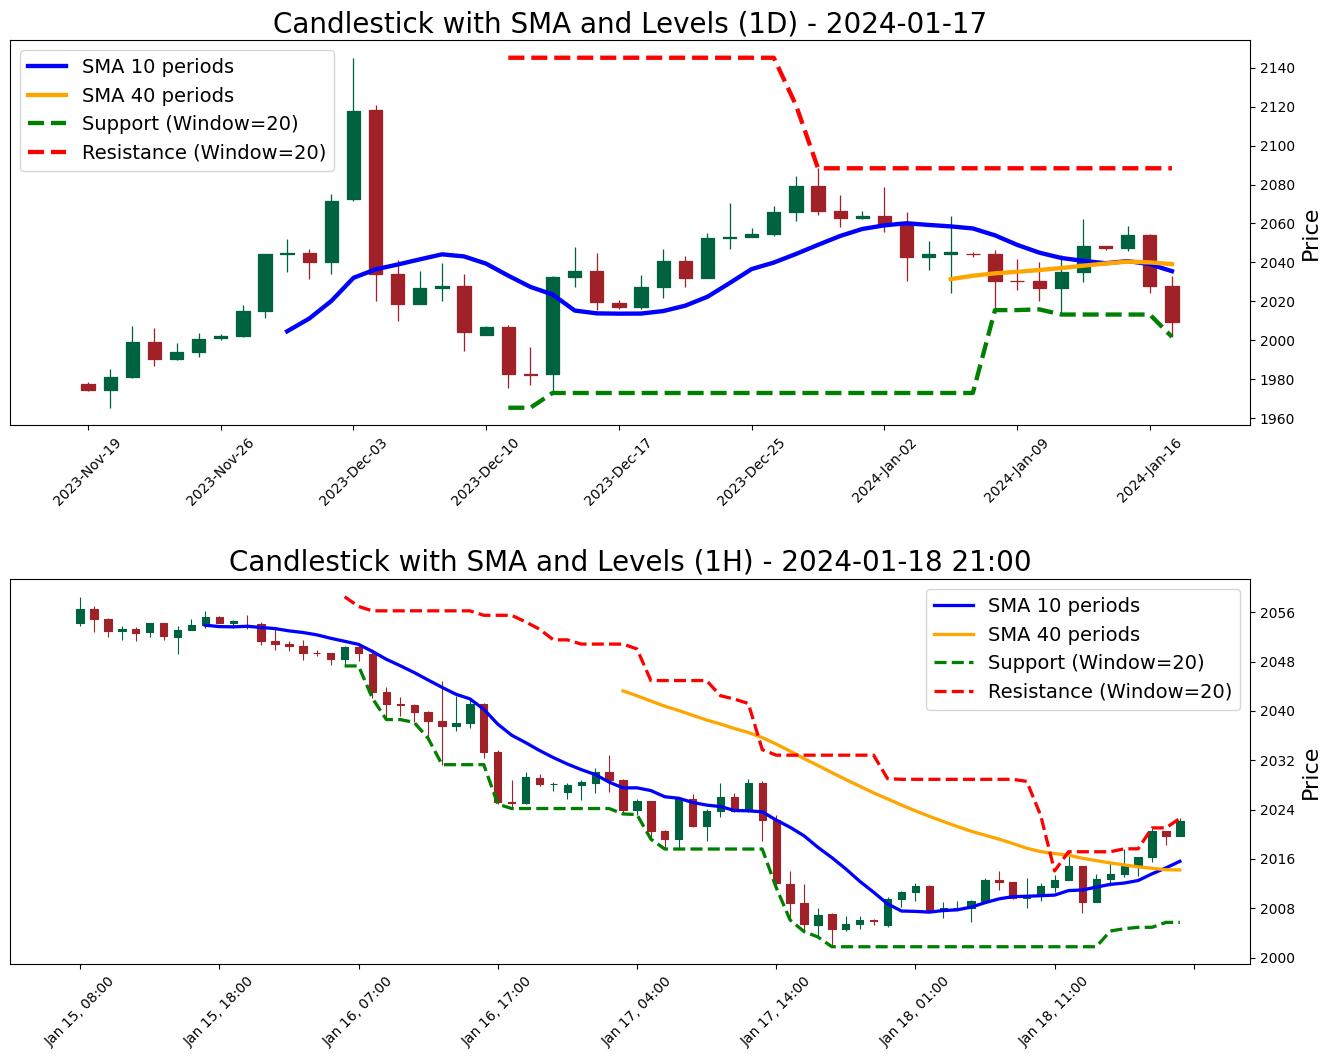 Candlestick with SMA and Levels (1D) - 2024-01-17
SMA 10 periods
SMA 40 periods
Support (Window=20)
Resistance (Window=20)
2140
2120
2100
2080
2060
2040
2020
2000
1980
1960
Price
2023-Nov-19
2023-Nov-26
2023-Dec-03
2023-Dec-10
2023-Dec-17
2023-Dec-25
2024-Jan-02
2024-Jan-09
2024-Jan-16
Candlestick with SMA and Levels (1H) - 2024-01-18 21:00
SMA 10 periods
SMA 40 periods
Support (Window=20)
Resistance (Window=20)
2056
2048
2040
2032
2024
2016
2008
2000
Price
Jan 15, 08:00
Jan 15, 18:00
Jan 16, 07:00
Jan 16, 17:00
Jan 17, 04:00
Jan 17, 14:00
Jan 18, 01:00
Jan 18, 11:00